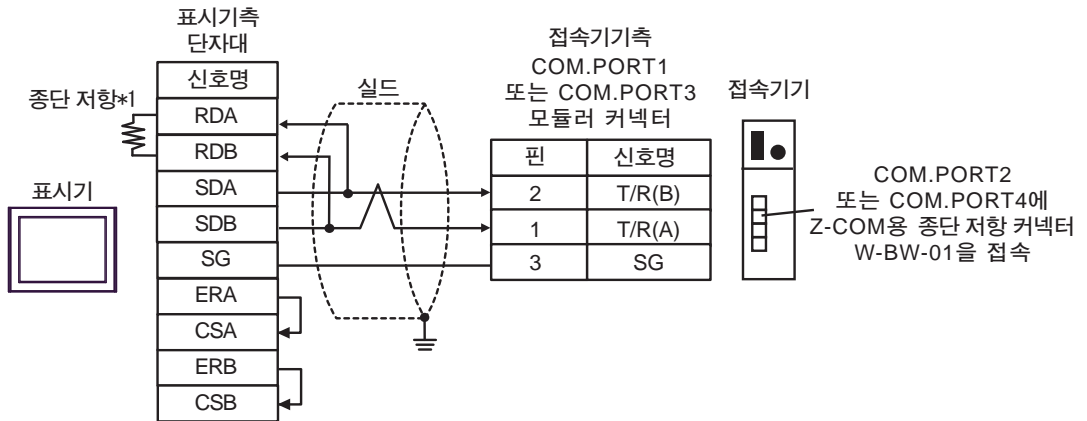 표시기측
단자대
신호명
RDA
RDB
SDA
SDB
SG
ERA
CSA
ERB
CSB
종단 저항*1
표시기
실드
접속기기측
COM.PORT1
또는 COM.PORT3
모듈러 커넥터
핀 신호명
2 T/R(B)
1 T/R(A)
3 SG
접속기기
COM.PORT2
또는 COM.PORT4에
Z-COM용 종단 저항 커넥터
W-BW-01을 접속